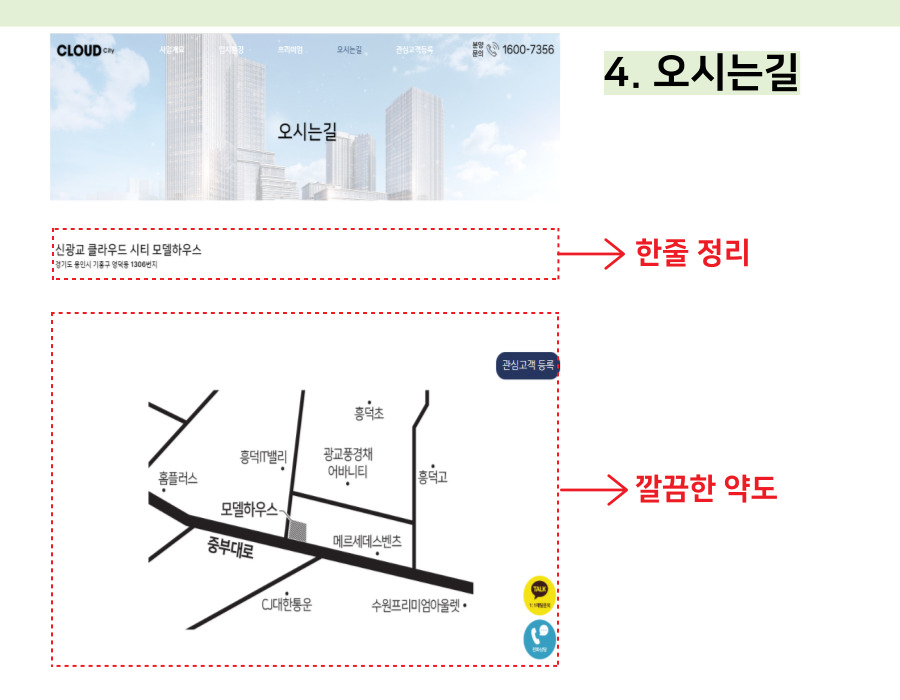 CLOUD City
사업개요 입지환경 프리미엄 오시는길 관심고객등록
분양
문의
1600-7356
4. 오시는길
오시는길
신광교 클라우드 시티 모델하우스
경기도 용인시 기흥구 영덕동 1306번지
한줄 정리
관심고객 등록
흥덕초
흥덕IT밸리
광교풍경채
어바니티
홈플러스
흥덕고
모델하우스
깔끔한 약도
중부대로
메르세데스벤츠
CJ대한통운
수원프리미엄아울렛
TALK
전화상담